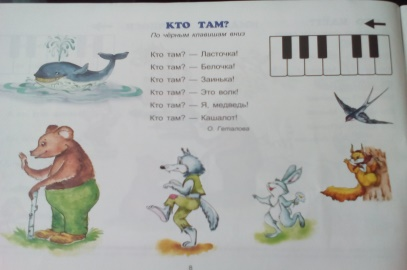 КТО ТАМ?
По чёрным клавишам вниз
Кто там? — Ласточка!
Кто там? — Белочка!
Кто там? — Заинька!
Кто там? — Это волк!
Кто там? — Я, медведь!
Кто там? — Кашалот!
О. Геталова